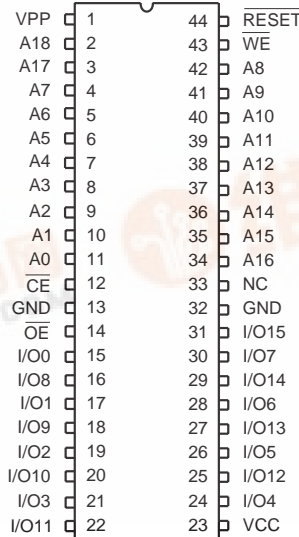 VPP 1 44 R̅E̅S̅E̅T̅
A18 2 43 W̅E̅
A17 3 42 A8
A7 4 41 A9
A6 5 40 A10
A5 6 39 A11
A4 7 38 A12
A3 8 37 A13
A2 9 36 A14
A1 10 35 A15
A0 11 34 A16
C̅E̅ 12 33 NC
GND 13 32 GND
O̅E̅ 14 31 I/O15
I/O0 15 30 I/O7
I/O8 16 29 I/O14
I/O1 17 28 I/O6
I/O9 18 27 I/O13
I/O2 19 26 I/O5
I/O10 20 25 I/O12
I/O3 21 24 I/O4
I/O11 22 23 VCC